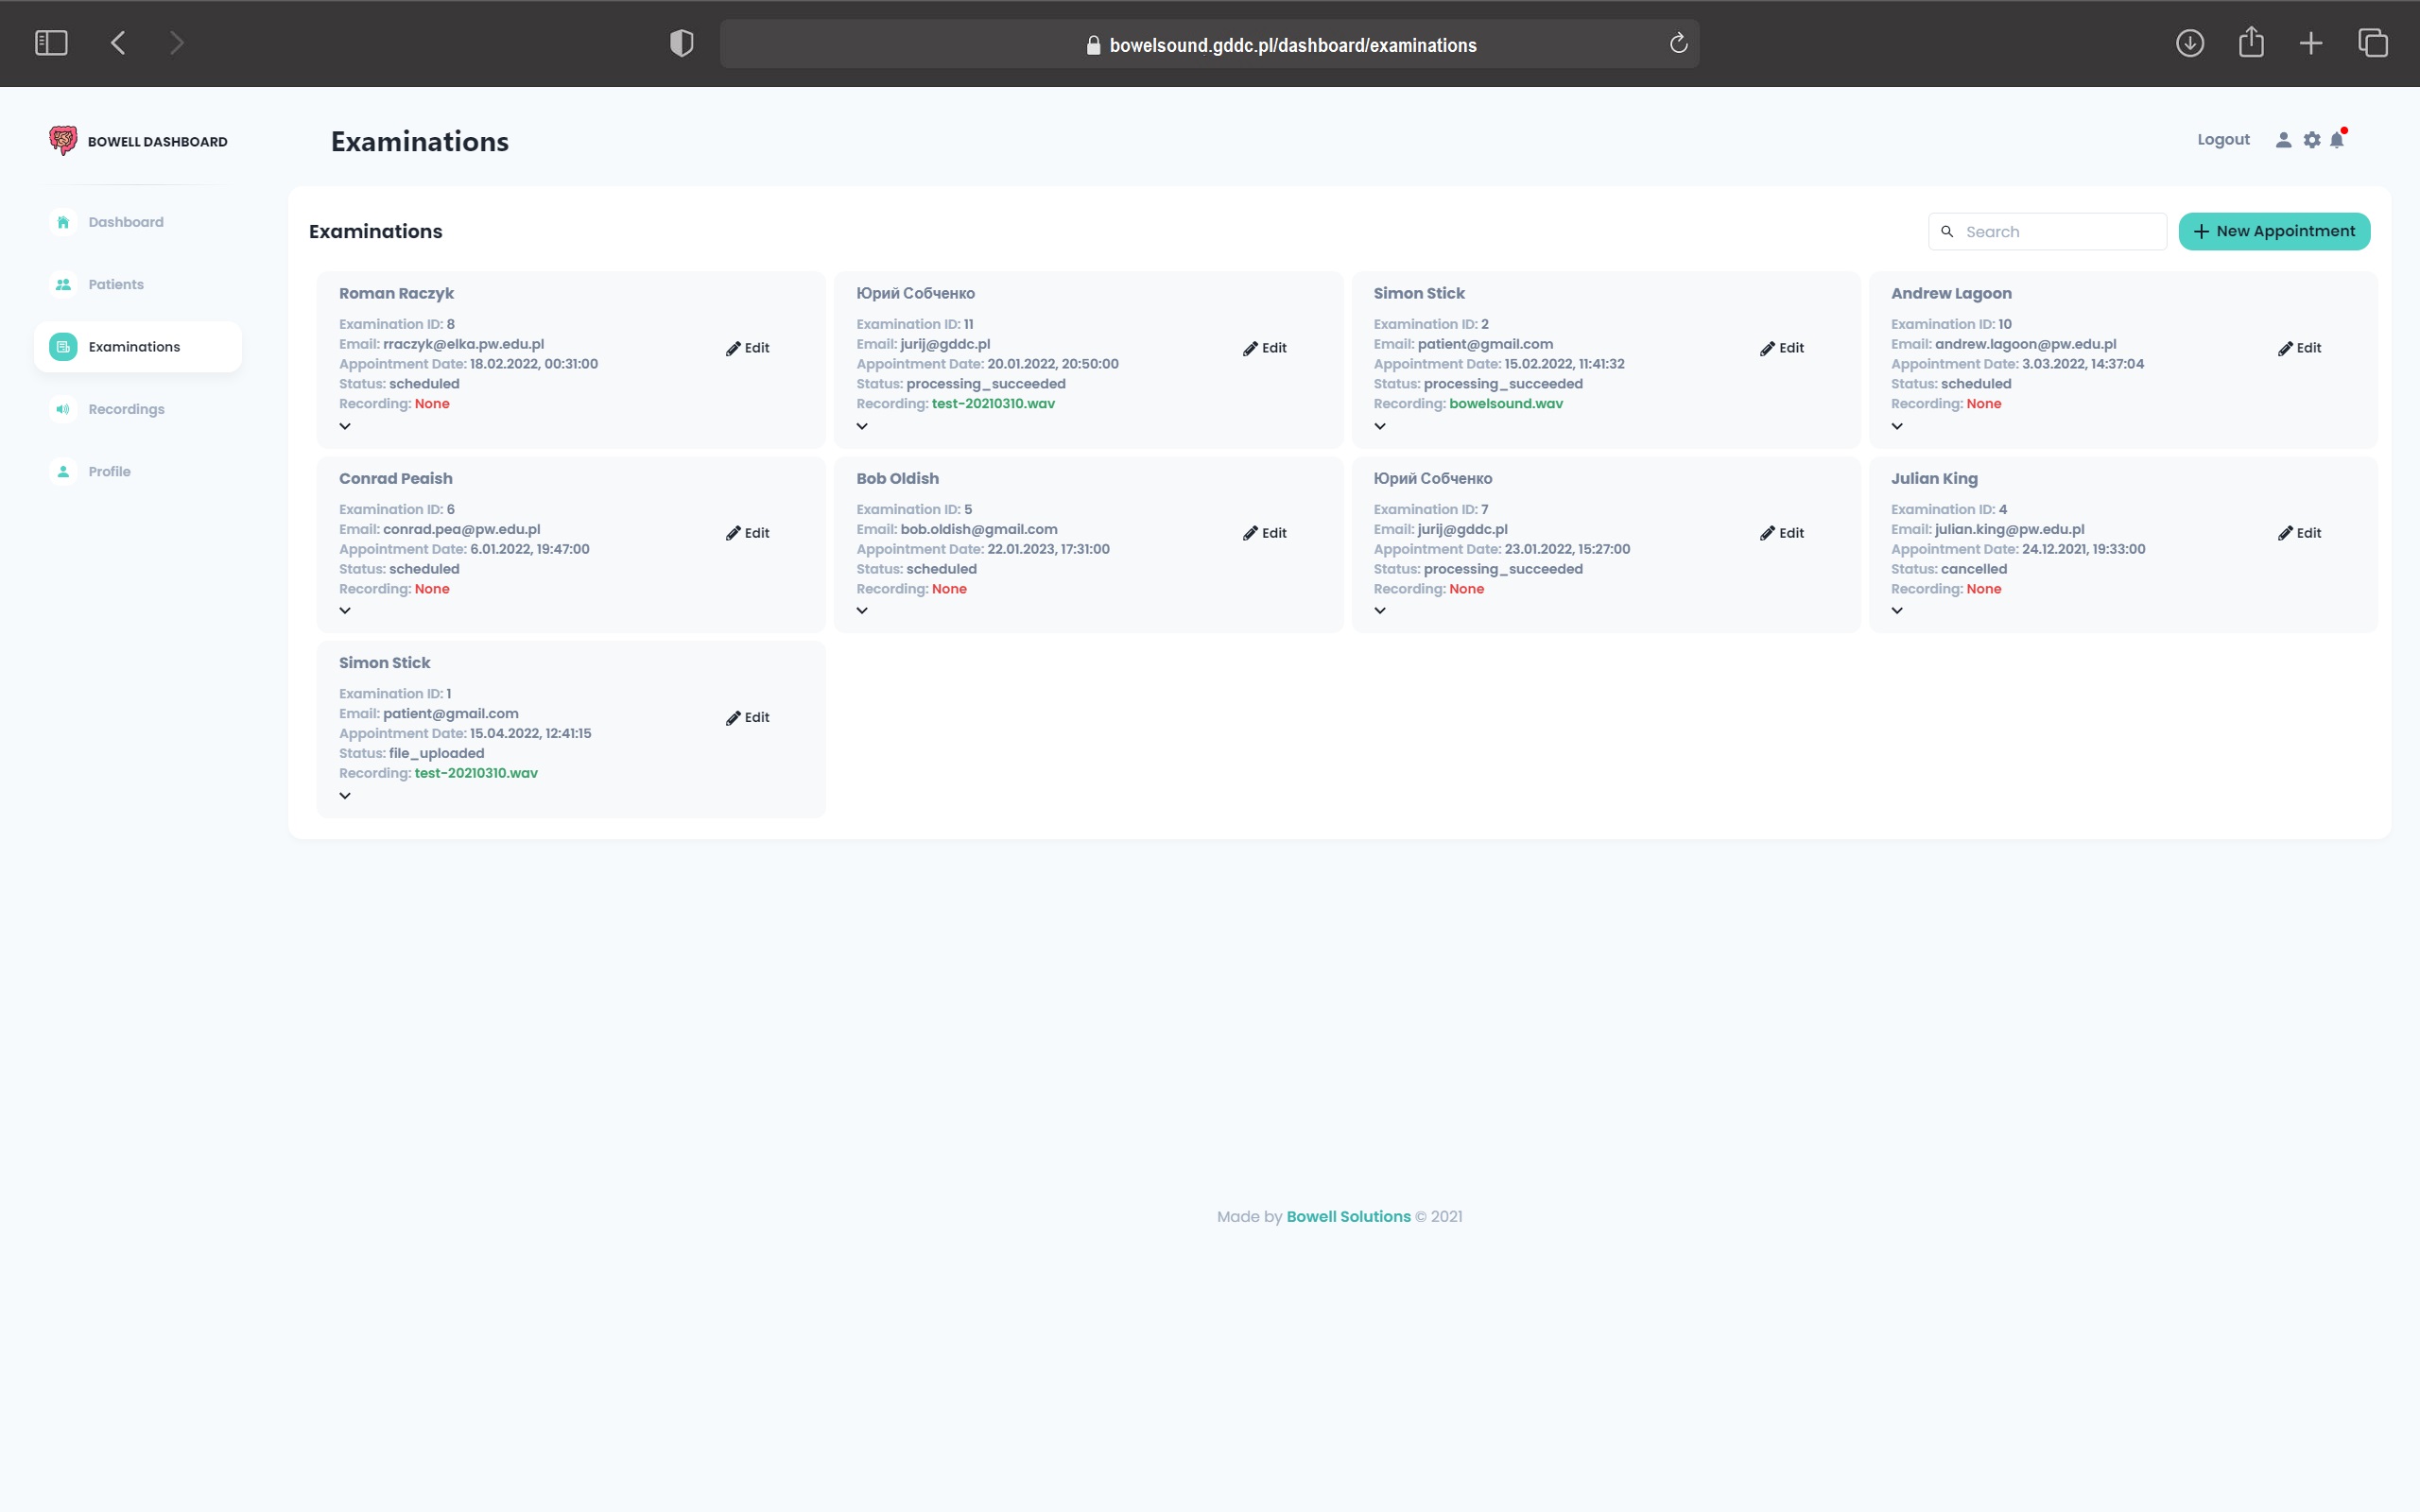 bowelsound.gddc.pl/dashboard/examinations
BOWELL DASHBOARD
Dashboard
Patients
Examinations
Recordings
Profile
Examinations
Logout
Examinations
Search
New Appointment
Roman Raczyk
Examination ID: 8
Email: rraczyk@elka.pw.edu.pl
Appointment Date: 18.02.2022, 00:31:00
Status: scheduled
Recording: None
Edit
Юрий Собченко
Examination ID: 11
Email: jurij@gddc.pl
Appointment Date: 20.01.2022, 20:50:00
Status: processing_succeeded
Recording: test-20210310.wav
Edit
Simon Stick
Examination ID: 2
Email: patient@gmail.com
Appointment Date: 15.02.2022, 11:41:32
Status: processing_succeeded
Recording: bowelsound.wav
Edit
Andrew Lagoon
Examination ID: 10
Email: andrew.lagoon@pw.edu.pl
Appointment Date: 3.03.2022, 14:37:04
Status: scheduled
Recording: None
Edit
Conrad Peaish
Examination ID: 6
Email: conrad.pea@pw.edu.pl
Appointment Date: 6.01.2022, 19:47:00
Status: scheduled
Recording: None
Edit
Bob Oldish
Examination ID: 5
Email: bob.oldish@gmail.com
Appointment Date: 22.01.2023, 17:31:00
Status: scheduled
Recording: None
Edit
Юрий Собченко
Examination ID: 7
Email: jurij@gddc.pl
Appointment Date: 23.01.2022, 15:27:00
Status: processing_succeeded
Recording: None
Edit
Julian King
Examination ID: 4
Email: julian.king@pw.edu.pl
Appointment Date: 24.12.2021, 19:33:00
Status: cancelled
Recording: None
Edit
Simon Stick
Examination ID: 1
Email: patient@gmail.com
Appointment Date: 15.04.2022, 12:41:15
Status: file_uploaded
Recording: test-20210310.wav
Edit
Made by Bowell Solutions © 2021